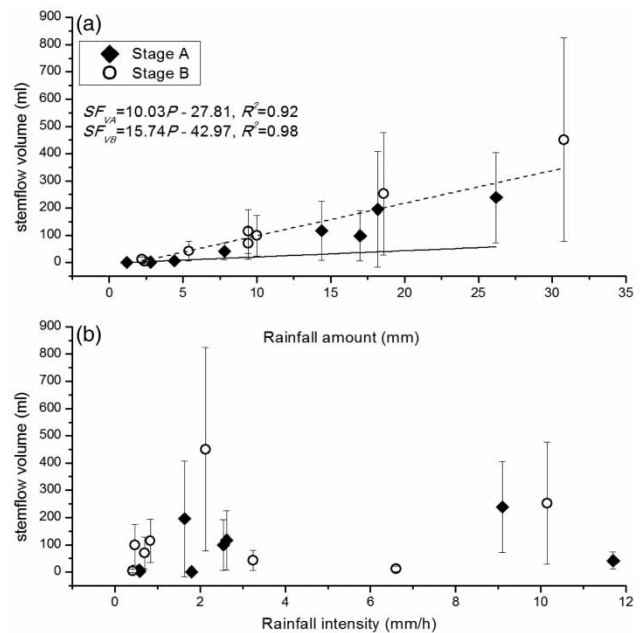 (a)
Stage A
Stage B
SF_VA=10.03P - 27.81, R²=0.92
SF_VB=15.74P - 42.97, R²=0.98
stemflow volume (ml)
900
800
700
600
500
400
300
200
100
0
0 5 10 15 20 25 30 35
Rainfall amount (mm)
(b)
stemflow volume (ml)
900
800
700
600
500
400
300
200
100
0
0 2 4 6 8 10 12
Rainfall intensity (mm/h)